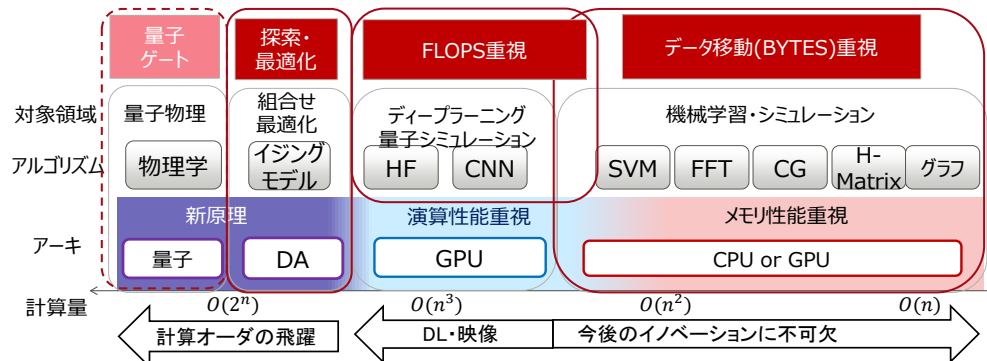 量子
ゲート
探索・
最適化
FLOPS重視
データ移動(BYTES)重視
対象領域
量子物理
組合せ
最適化
ディープラーニング
量子シミュレーション
機械学習・シミュレーション
アルゴリズム
物理学
イジング
モデル
HF
CNN
SVM
FFT
CG
H-
Matrix
グラフ
新原理
演算性能重視
メモリ性能重視
アーキ
量子
DA
GPU
CPU or GPU
計算量
O(2ⁿ)
O(n³)
O(n²)
O(n)
計算オーダの飛躍
DL・映像
今後のイノベーションに不可欠